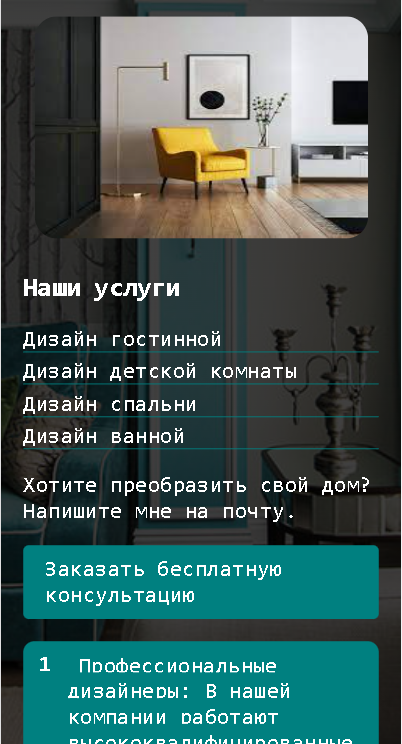 Наши услуги
Дизайн гостинной
Дизайн детской комнаты
Дизайн спальни
Дизайн ванной
Хотите преобразить свой дом?
Напишите мне на почту.
Заказать бесплатную
консультацию
1 Профессиональные
дизайнеры: В нашей
компании работают
высококвалифицированные